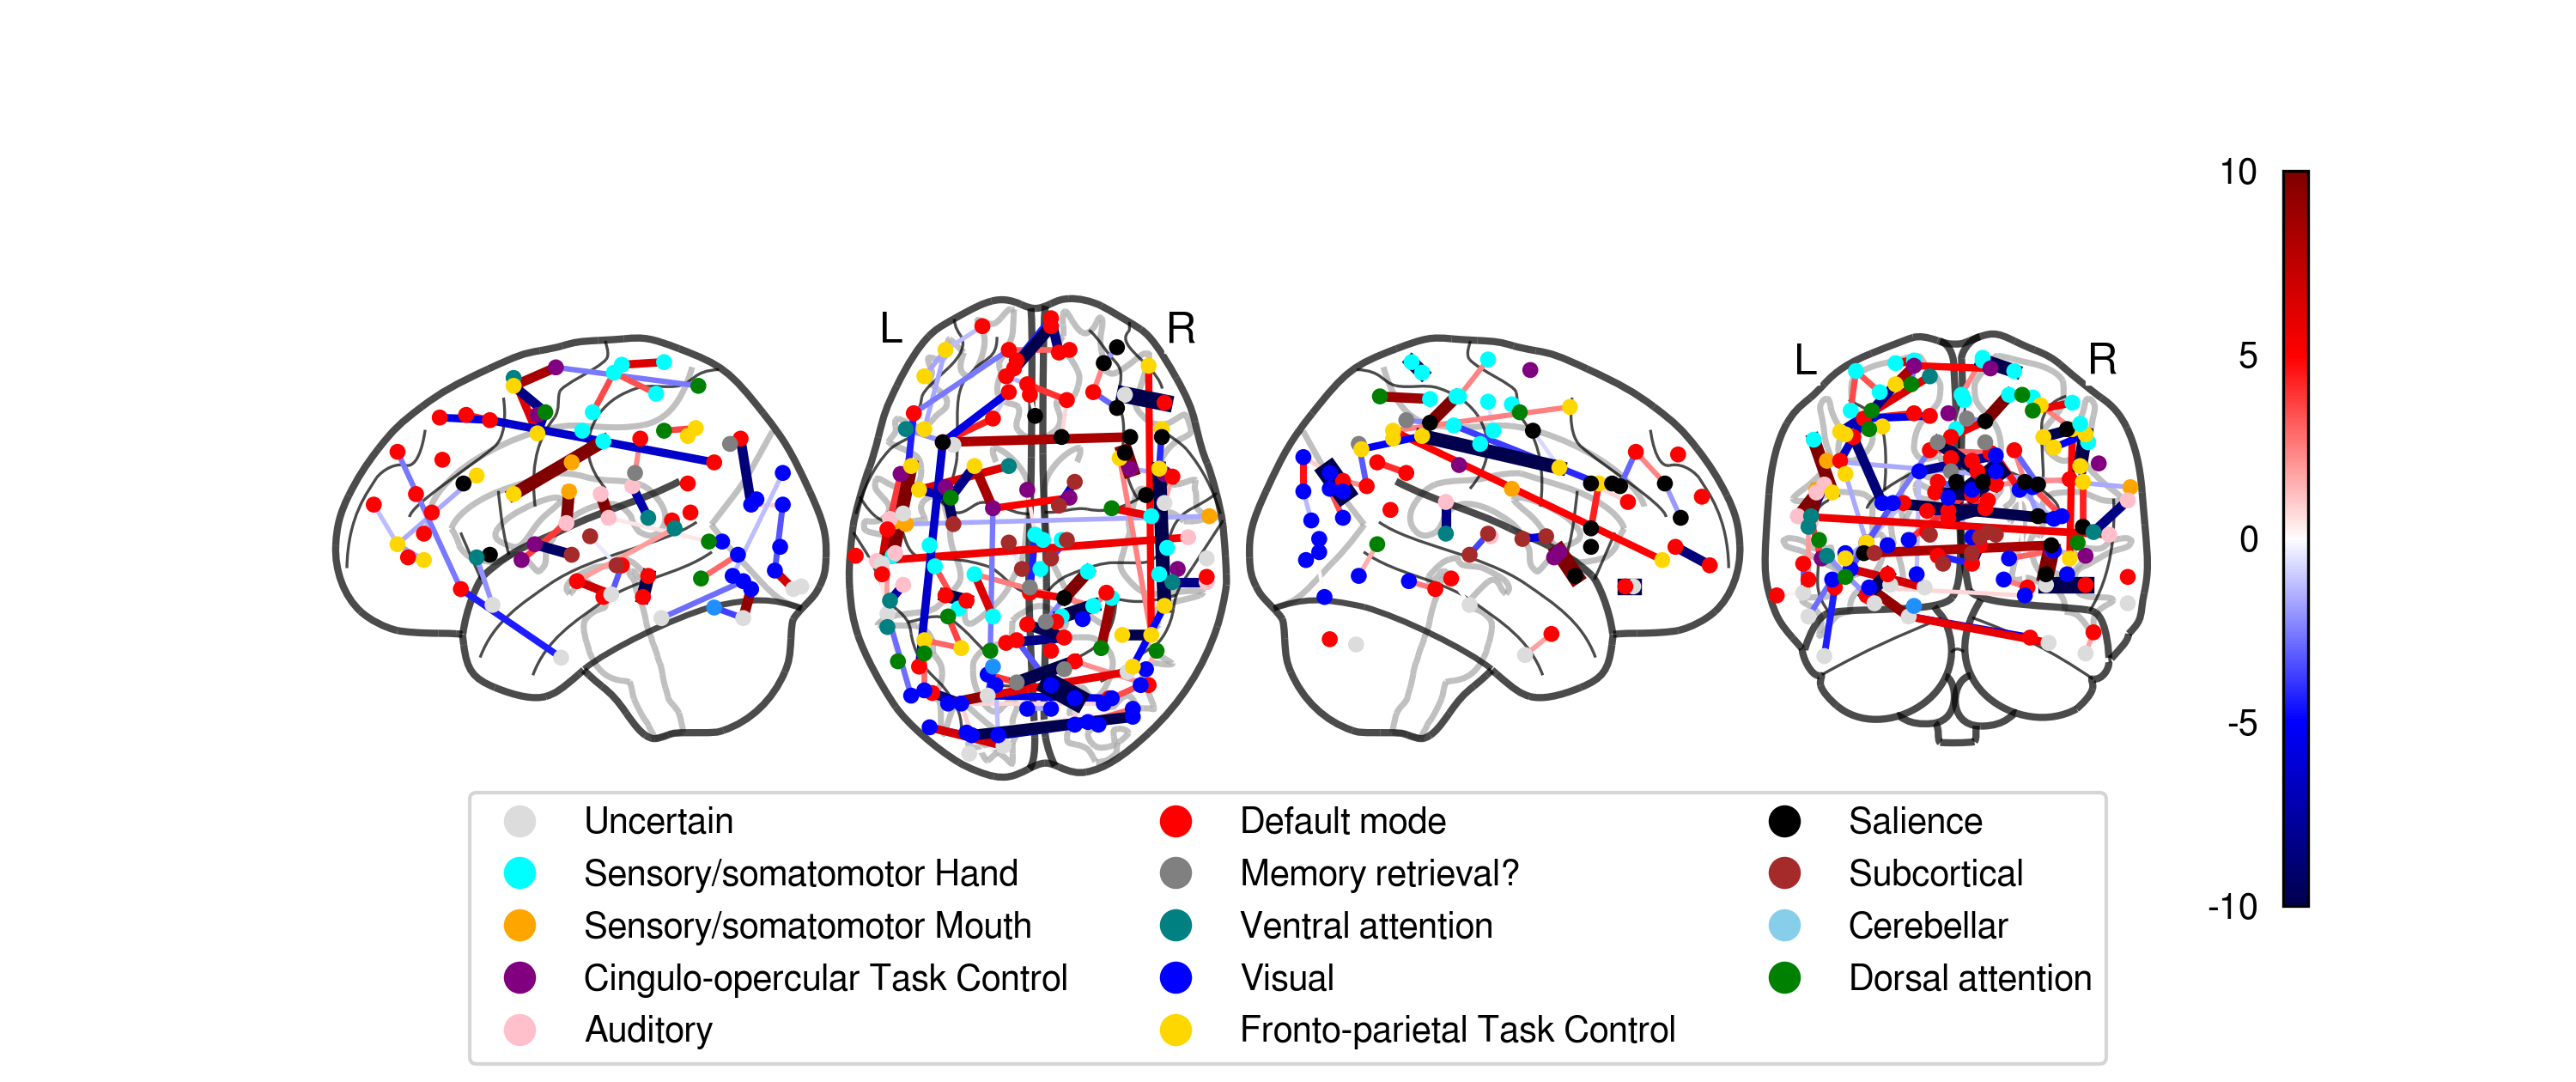 L
R
L
R
10
5
0
-5
-10
Uncertain
Default mode
Salience
Sensory/somatomotor Hand
Memory retrieval?
Subcortical
Sensory/somatomotor Mouth
Ventral attention
Cerebellar
Cingulo-opercular Task Control
Visual
Dorsal attention
Auditory
Fronto-parietal Task Control